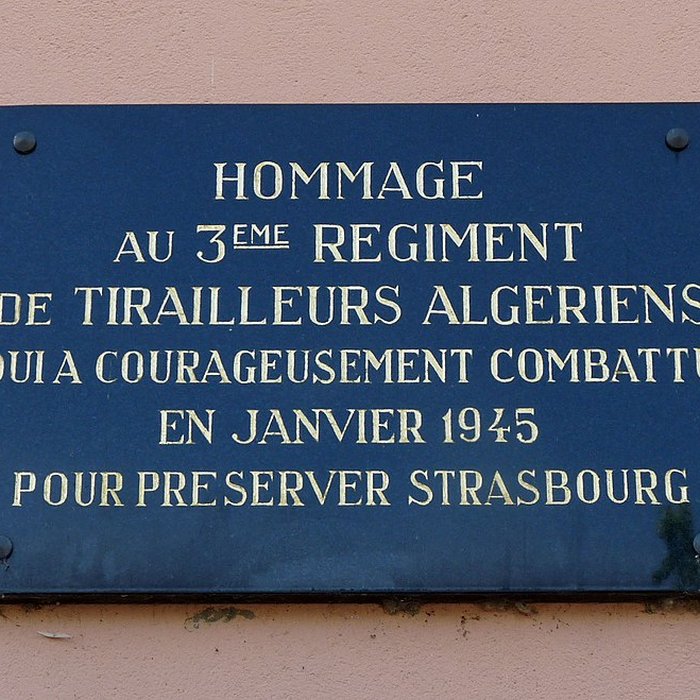 HOMMAGE
AU 3EME REGIMENT
DE TIRAILLEURS ALGERIENS
QUI A COURAGEUSEMENT COMBATTU
EN JANVIER 1945
POUR PRESERVER STRASBOURG